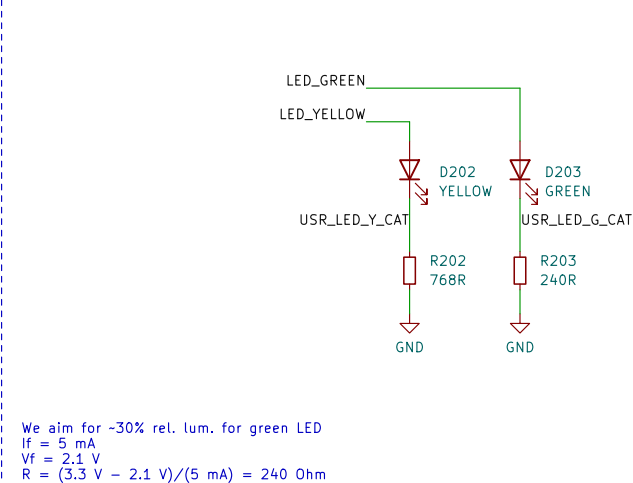 LED_GREEN
LED_YELLOW
D202
YELLOW
D203
GREEN
USR_LED_Y_CAT
USR_LED_G_CAT
R202
768R
R203
240R
GND
GND
We aim for ~30% rel. lum. for green LED
If = 5 mA
Vf = 2.1 V
R = (3.3 V - 2.1 V)/(5 mA) = 240 Ohm